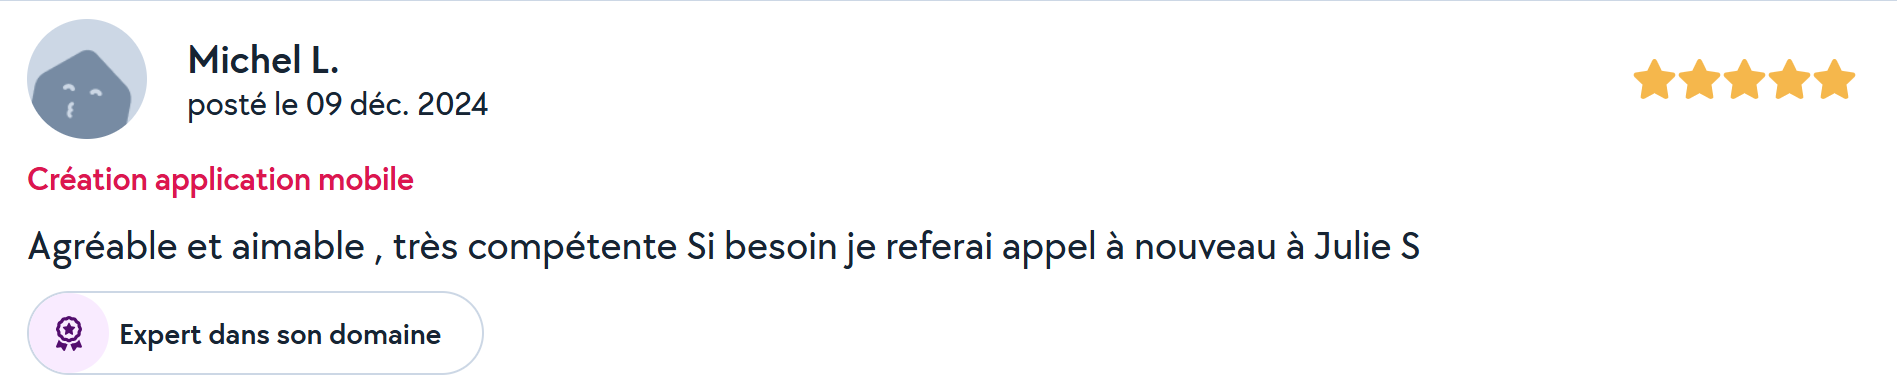 Michel L.
posté le 09 déc. 2024
Création application mobile
Agréable et aimable , très compétente Si besoin je referai appel à nouveau à Julie S
Expert dans son domaine